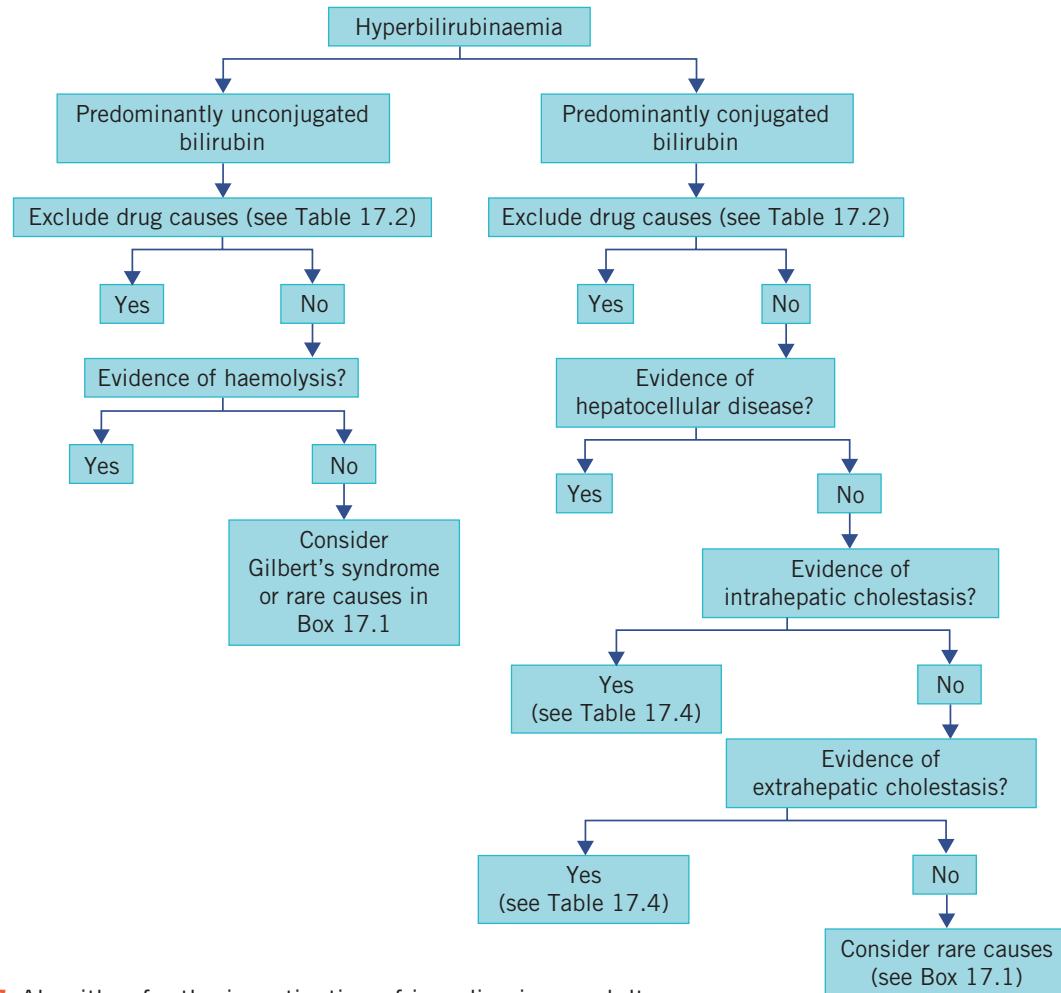 Hyperbilirubinaemia
Predominantly unconjugated
bilirubin
Predominantly conjugated
bilirubin
Exclude drug causes (see Table 17.2)
Exclude drug causes (see Table 17.2)
Yes
No
Yes
No
Evidence of haemolysis?
Evidence of
hepatocellular disease?
Yes
No
Yes
No
Consider
Gilbert’s syndrome
or rare causes in
Box 17.1
Evidence of
intrahepatic cholestasis?
Yes
(see Table 17.4)
No
Evidence of
extrahepatic cholestasis?
Yes
(see Table 17.4)
No
Consider rare causes
(see Box 17.1)